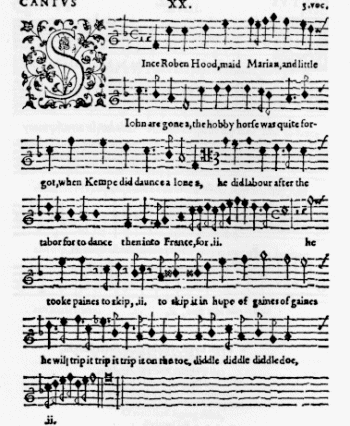 CANTVS XX. 3.voc.
SInce Roben Hood,maid Marian,and little
Iohn are gone a,the hobby horse was quite for-
got,when Kempe did daunce a lone a, he did labour after the
tabor for to dance then into France,for .ii. he
tooke paines to skip, .ii. to skip it in hope of gaines of gaines
he will trip it trip it trip it on the toe, diddle diddle diddle doe,
.ii.